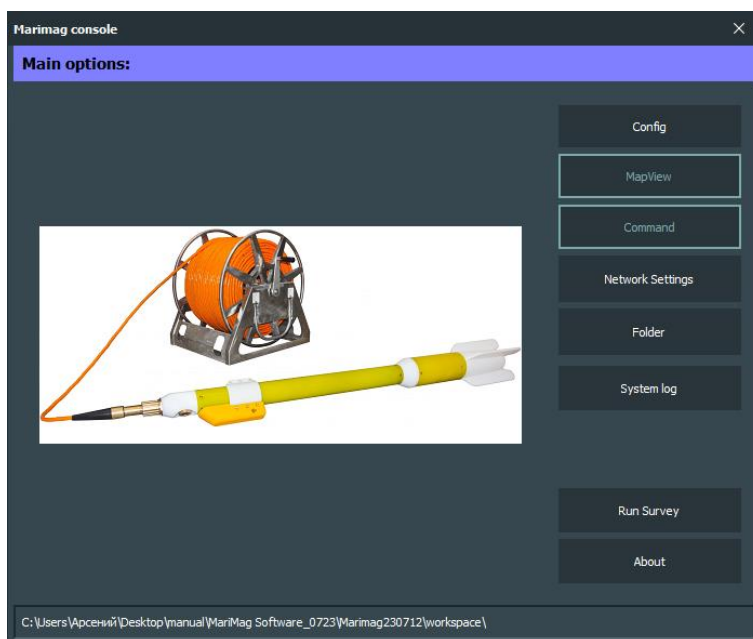 Marimag console
Main options:
Config
MapView
Command
Network Settings
Folder
System log
Run Survey
About
C:\Users\Арсений\Desktop\manual\MariMag Software_0723\Marimag230712\workspace\